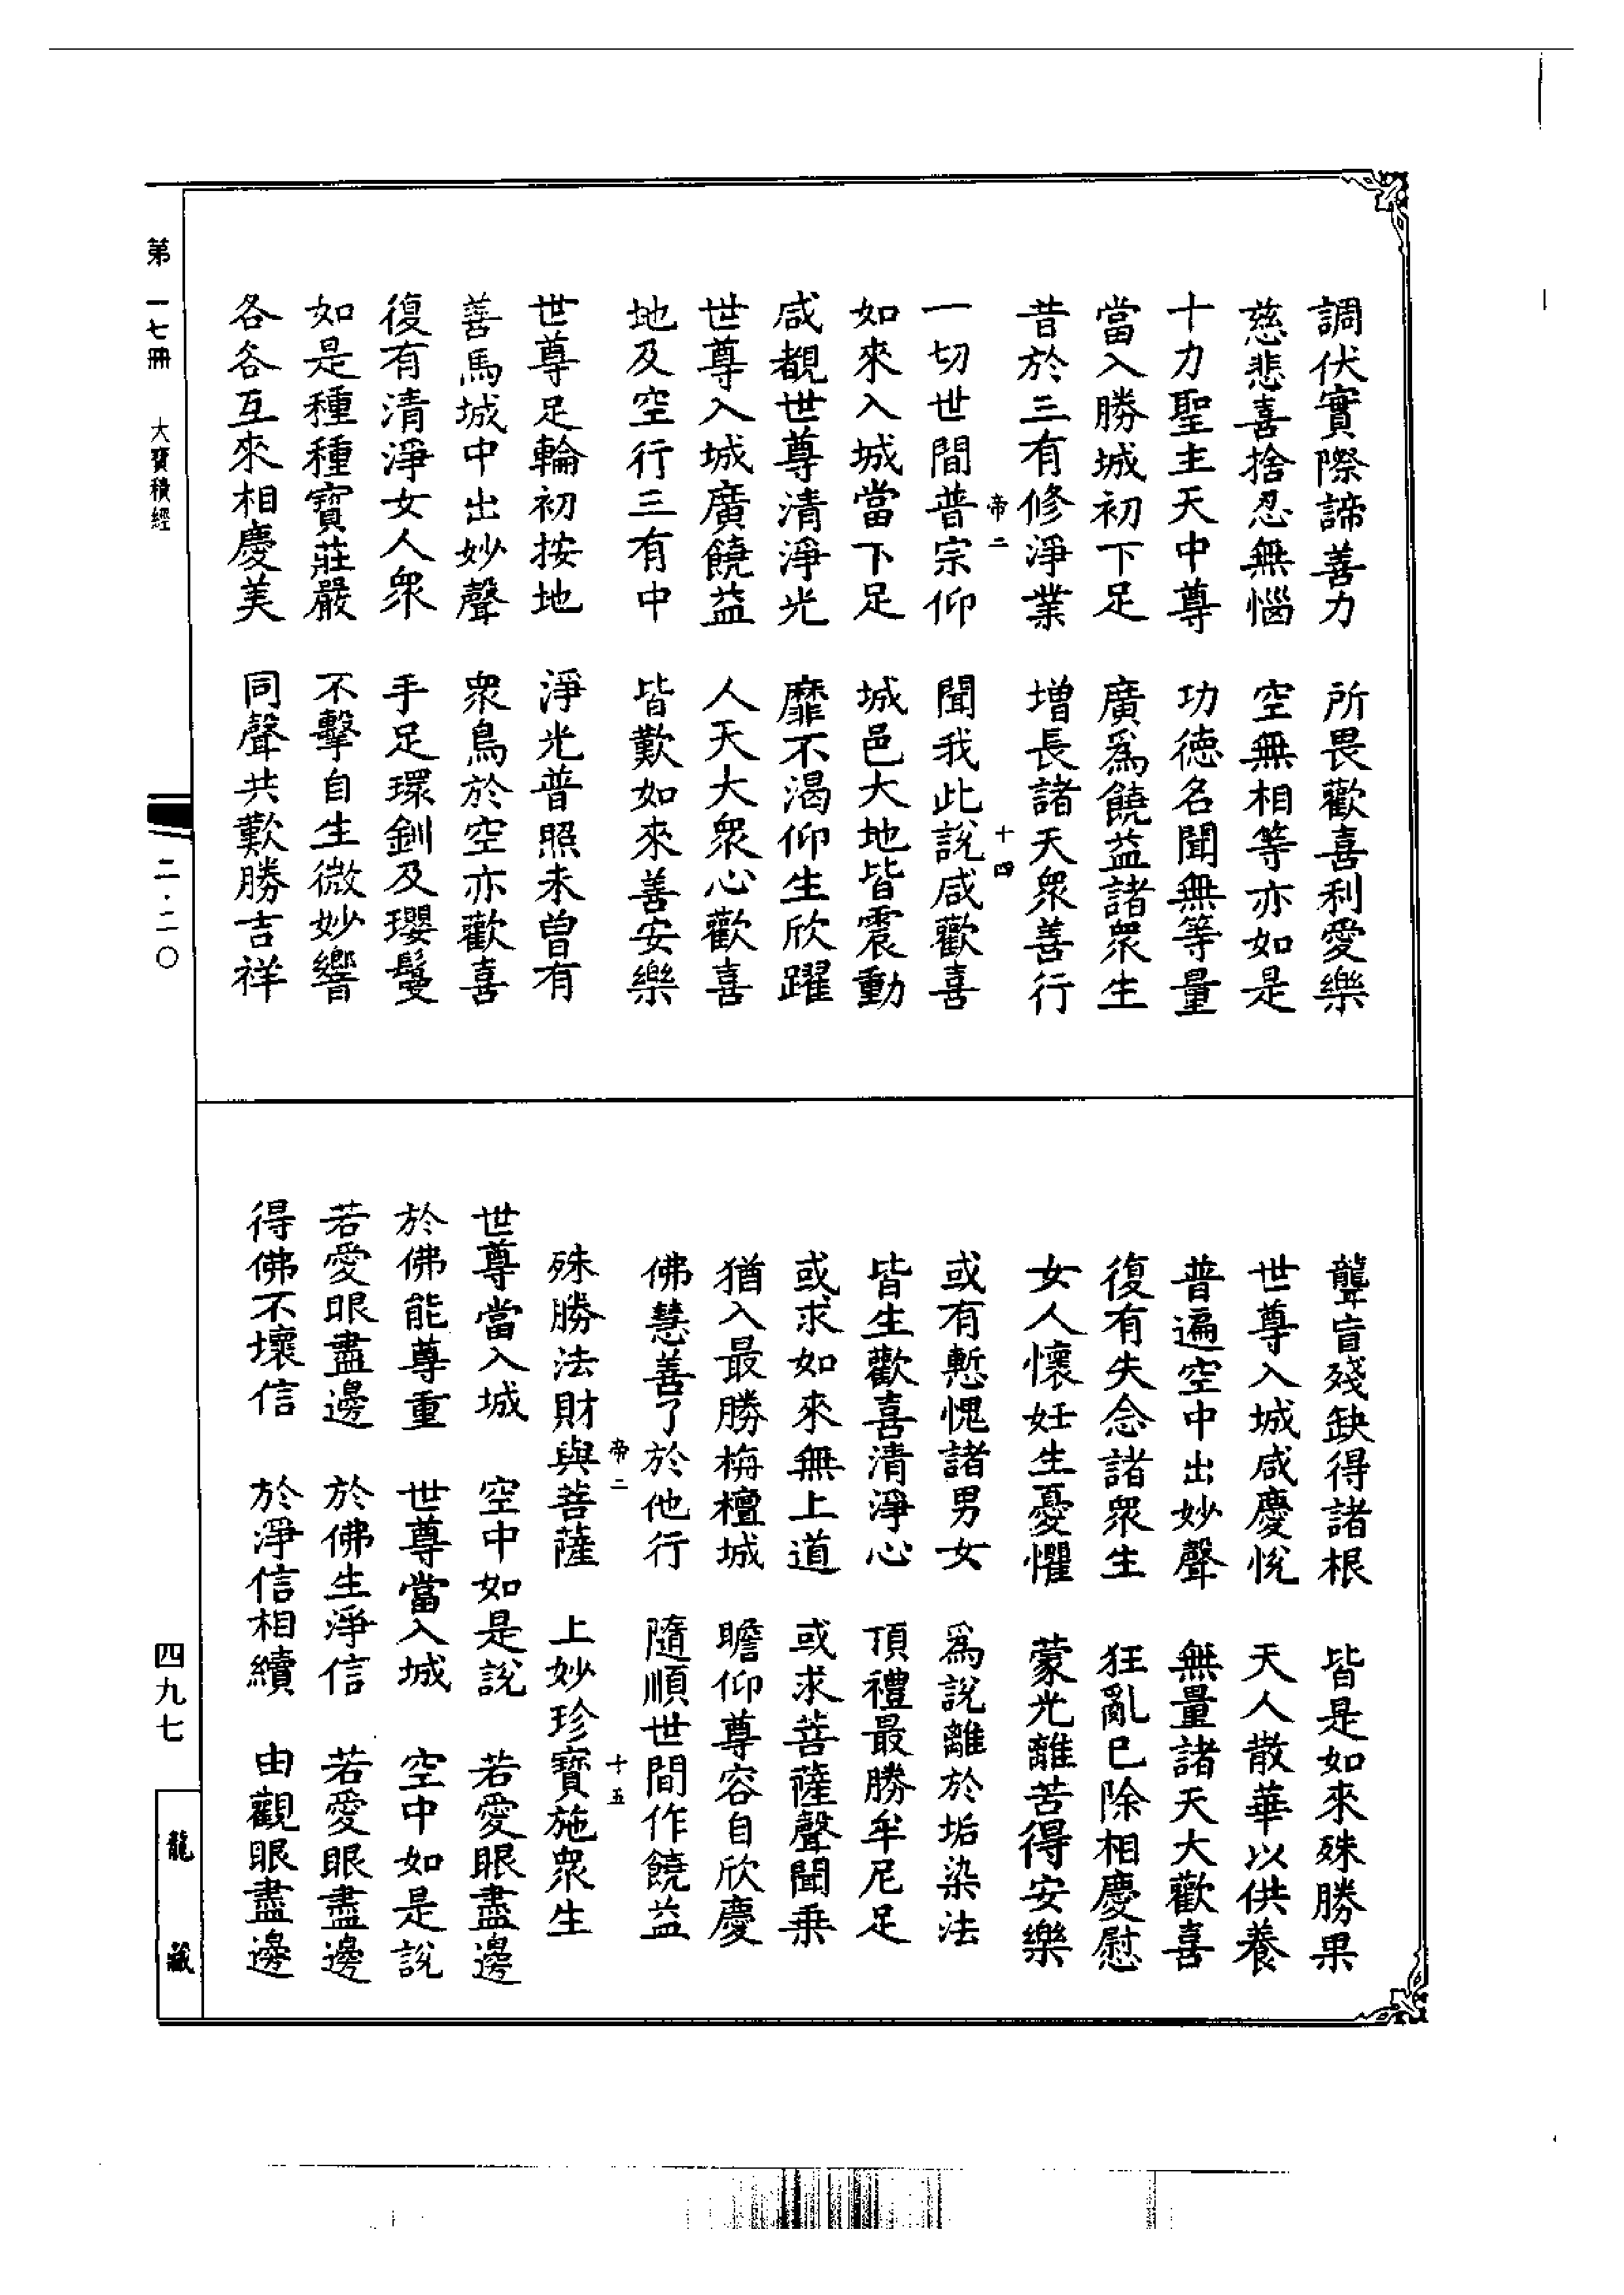 調伏實際諦善力　所畏歡喜利愛樂
慈悲喜捨忍無惱　空無相等亦如是
十力聖主天中尊　功德名聞無等量
當入勝城初下足　廣爲饒益諸衆生
昔於三有修淨業　增長諸天衆善行
帝二　十四
一切世間普宗仰　聞我此說咸歡喜
如來入城當下足　城邑大地皆震動
咸覩世尊清淨光　靡不渴仰生欣躍
世尊入城廣饒益　人天大衆心歡喜
地及空行三有中　皆歎如來善安樂
世尊足輪初按地　淨光普照未曾有
善馬城中出妙聲　衆鳥於空亦歡喜
復有清淨女人衆　手足環釧及瓔鬘
如是種種寶莊嚴　不擊自生微妙響
各各互來相慶美　同聲共歎勝吉祥
聾盲殘缺得諸根　皆是如來殊勝果
世尊入城咸慶悅　天人散華以供養
普遍空中出妙聲　無量諸天大歡喜
復有失念諸衆生　狂亂已除相慶慰
女人懷妊生憂懼　蒙光離苦得安樂
或有慙愧諸男女　爲說離於垢染法
皆生歡喜清淨心　頂禮最勝牟尼足
或求如來無上道　或求菩薩聲聞乘
猶入最勝栴檀城　瞻仰尊容自欣慶
佛慧善了於他行　隨順世間作饒益
帝二　十五
殊勝法財與菩薩　上妙珍寶施衆生
世尊當入城　空中如是說　若愛眼盡邊
於佛能尊重　世尊當入城　空中如是說
若愛眼盡邊　於佛生淨信　若愛眼盡邊
得佛不壞信　於淨信相續　由觀眼盡邊
第一七冊　大寶積經　二·二〇　四九七　龍藏